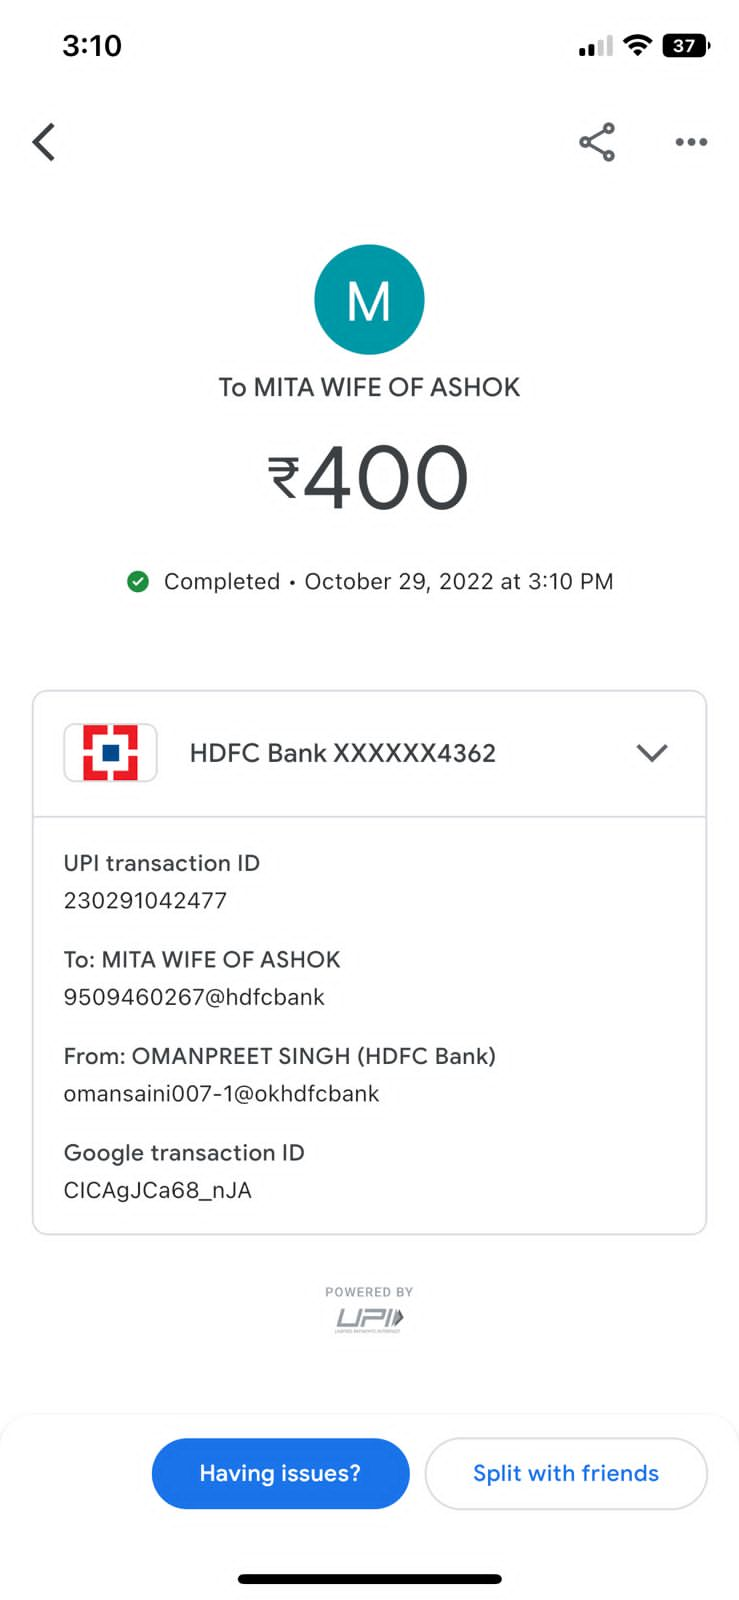 3:10
37
M
To MITA WIFE OF ASHOK
₹400
Completed • October 29, 2022 at 3:10 PM
HDFC Bank XXXXXX4362
UPI transaction ID
230291042477
To: MITA WIFE OF ASHOK
9509460267@hdfcbank
From: OMANPREET SINGH (HDFC Bank)
omansaini007-1@okhdfcbank
Google transaction ID
CICAgJCa68_nJA
POWERED BY
UPI
UNIFIED PAYMENTS INTERFACE
Having issues?
Split with friends